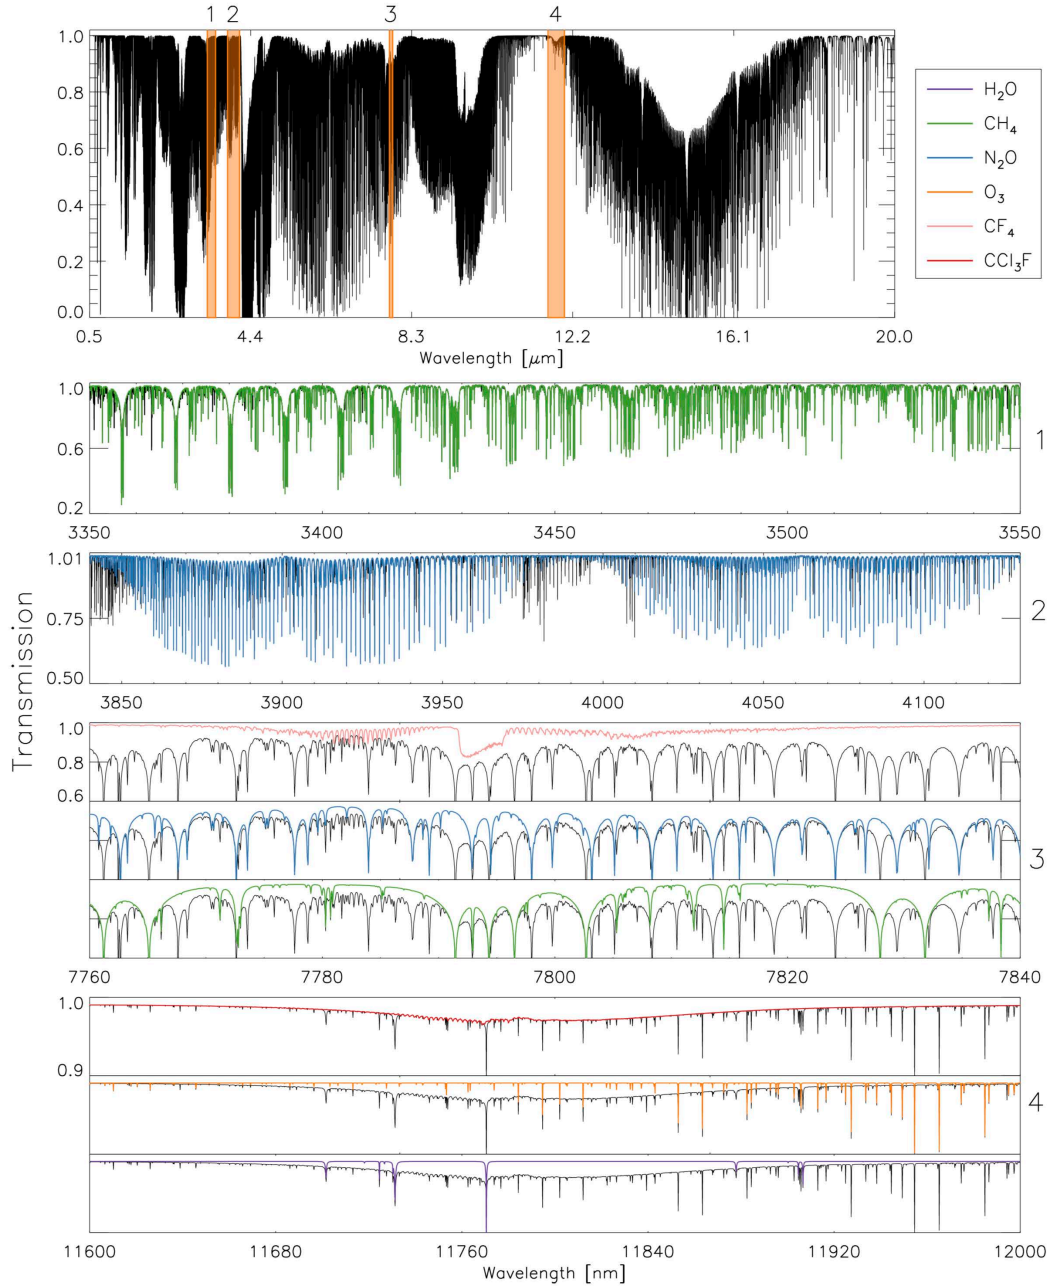 1 2 3 4
1.0
0.8
0.6
0.4
0.2
0.0
0.5 4.4 8.3 12.2 16.1 20.0
Wavelength [μm]
H₂O
CH₄
N₂O
O₃
CF₄
CCl₃F
Transmission
1.0
0.6
0.2
1
3350 3400 3450 3500 3550
1.01
0.75
0.50
2
3850 3900 3950 4000 4050 4100
1.0
0.8
0.6
3
7760 7780 7800 7820 7840
1.0
0.9
4
11600 11680 11760 11840 11920 12000
Wavelength [nm]